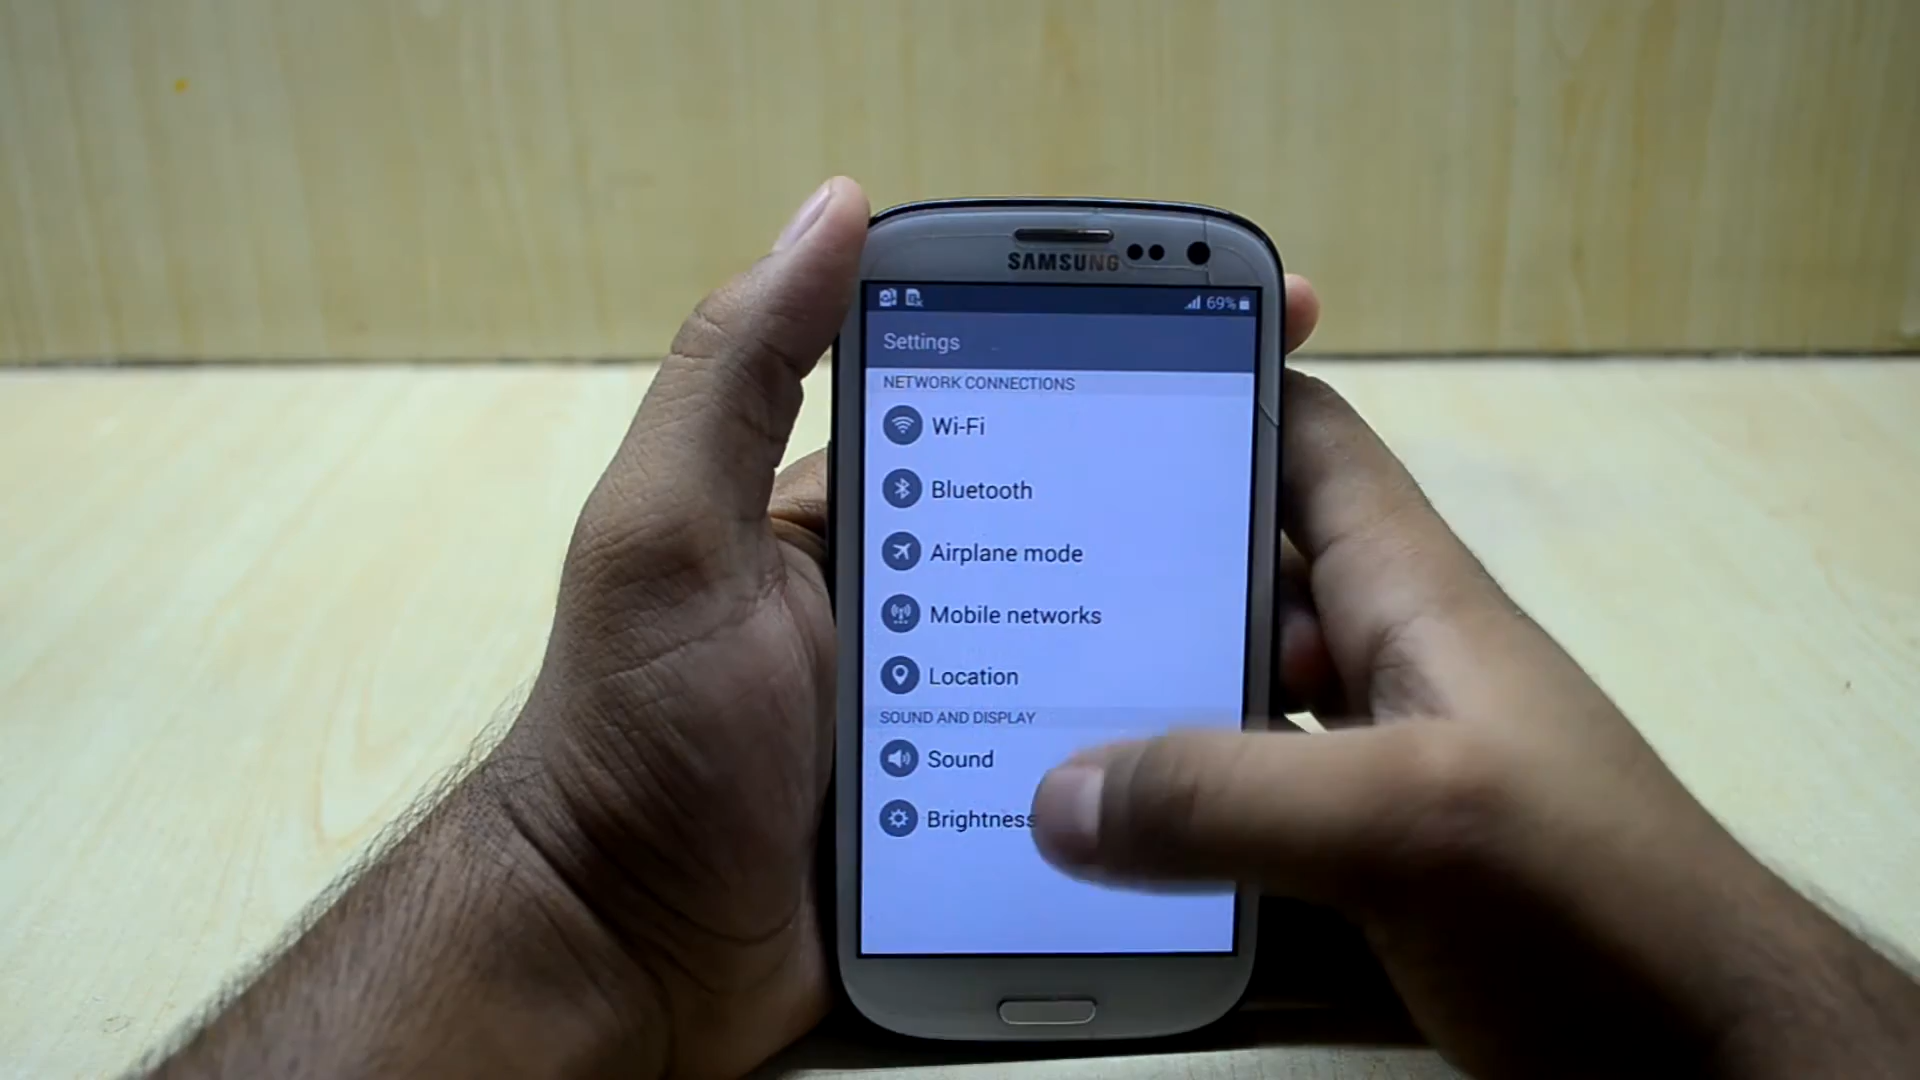 SAMSUNG
69%
Settings
NETWORK CONNECTIONS
Wi-Fi
Bluetooth
Airplane mode
Mobile networks
Location
SOUND AND DISPLAY
Sound
Brightness